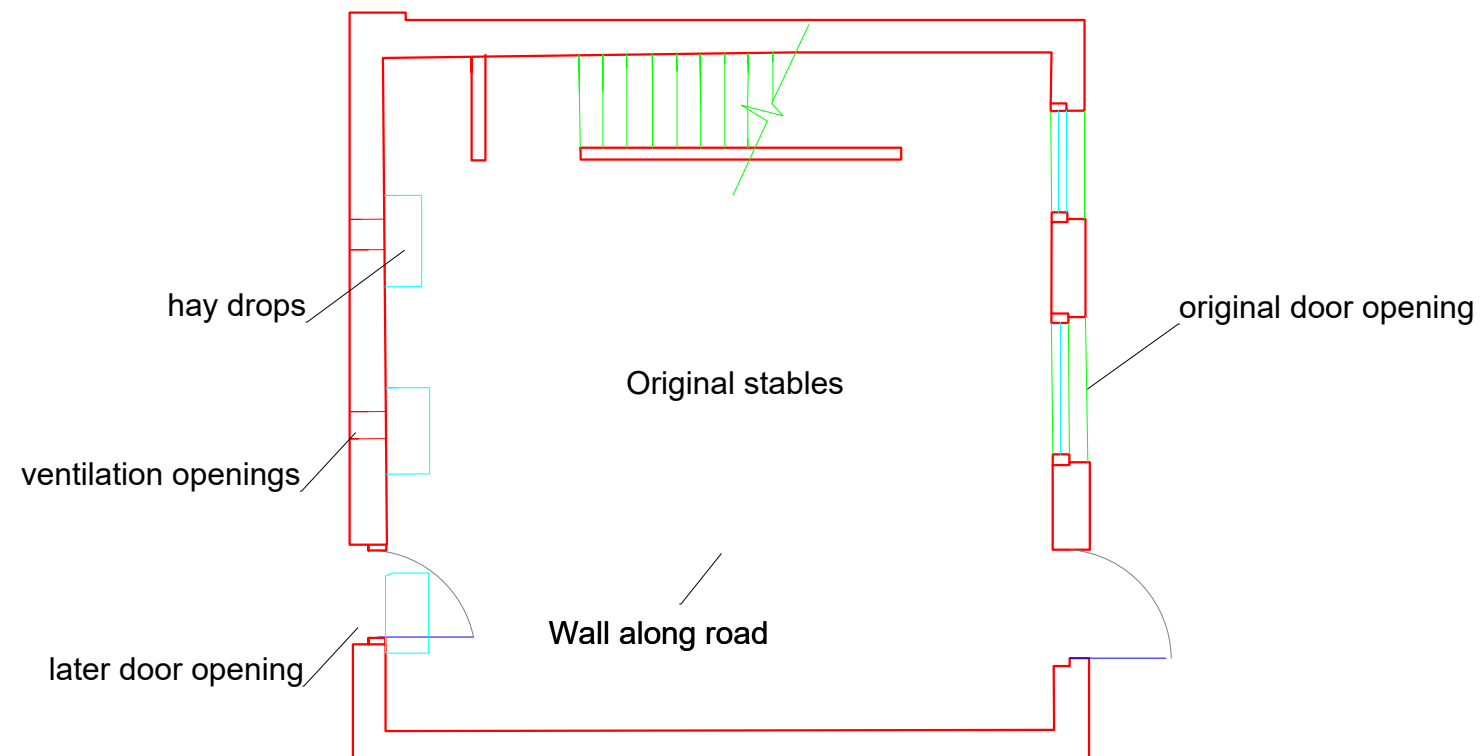 hay drops
original door opening
Original stables
ventilation openings
Wall along road
later door opening